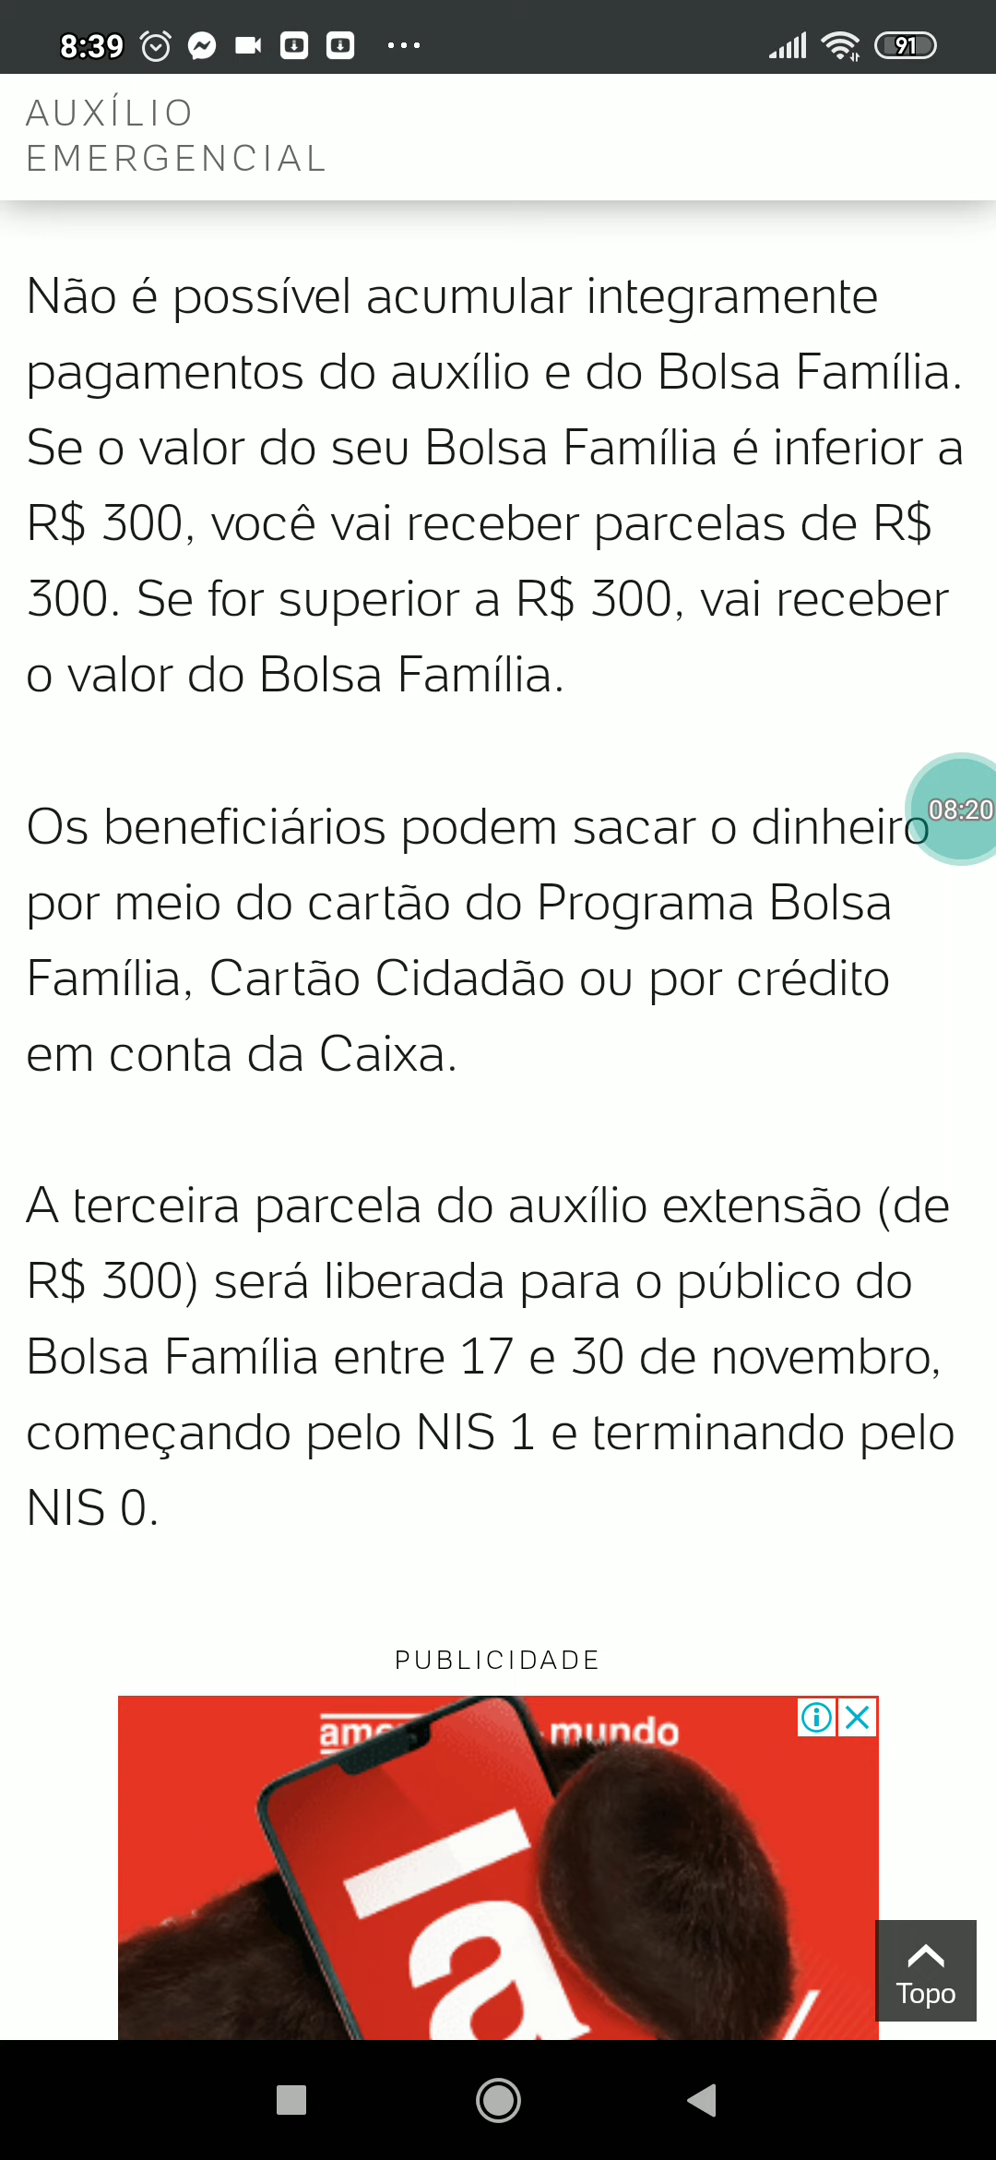 8:39
91
AUXÍLIO
EMERGENCIAL
Não é possível acumular integramente
pagamentos do auxílio e do Bolsa Família.
Se o valor do seu Bolsa Família é inferior a
R$ 300, você vai receber parcelas de R$
300. Se for superior a R$ 300, vai receber
o valor do Bolsa Família.
08:20
Os beneficiários podem sacar o dinheiro
por meio do cartão do Programa Bolsa
Família, Cartão Cidadão ou por crédito
em conta da Caixa.
A terceira parcela do auxílio extensão (de
R$ 300) será liberada para o público do
Bolsa Família entre 17 e 30 de novembro,
começando pelo NIS 1 e terminando pelo
NIS 0.
PUBLICIDADE
mundo
a
Topo